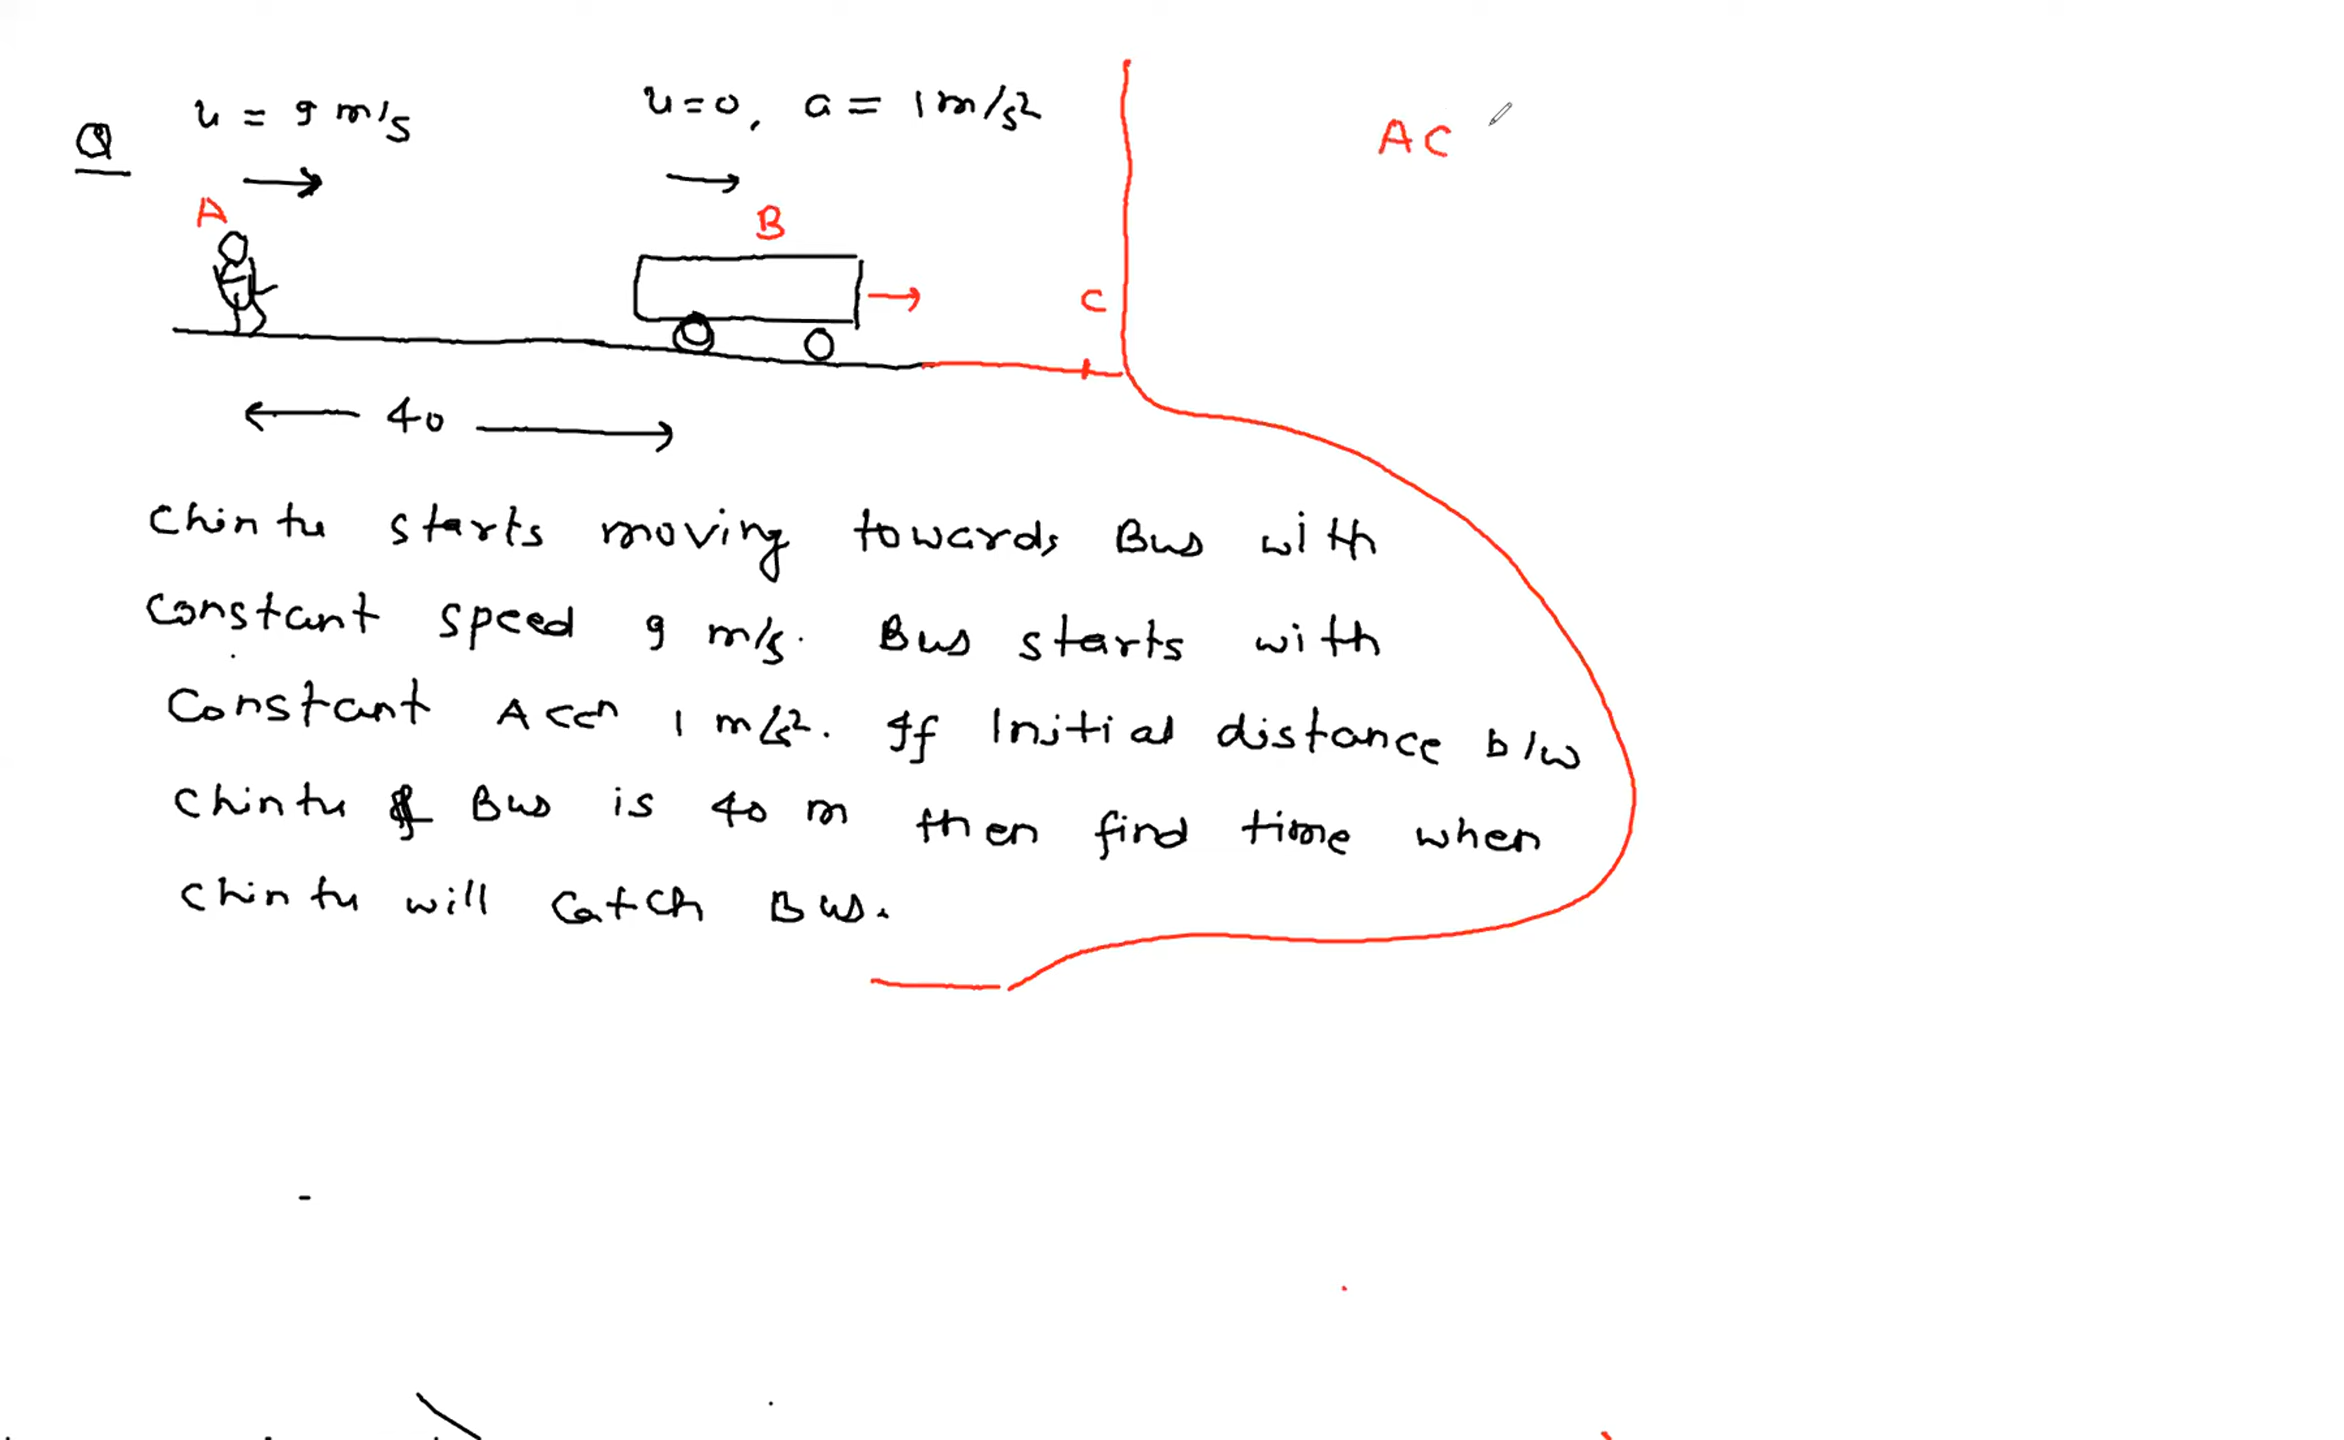 Q u = 9 m/s u=0, a = 1 m/s² AC
A B
C
← 40 →
Chintu starts moving towards Bus with
constant speed 9 m/s. Bus starts with
constant Accn 1 m/s². If Initial distance b/w
Chintu & Bus is 40 m then find time when
Chintu will catch Bus.